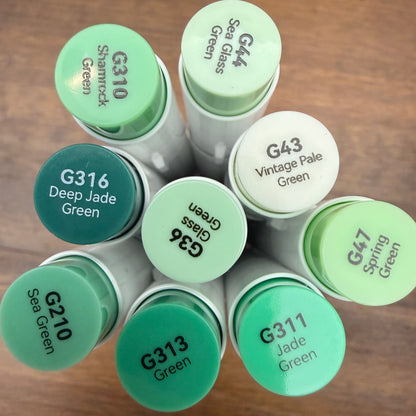 G310
Shamrock
Green
G44
Sea Glass
Green
G43
Vintage Pale
Green
G316
Deep Jade
Green
G36
Glass
Green
G47
Spring
Green
G210
Sea Green
G313
Green
G311
Jade
Green